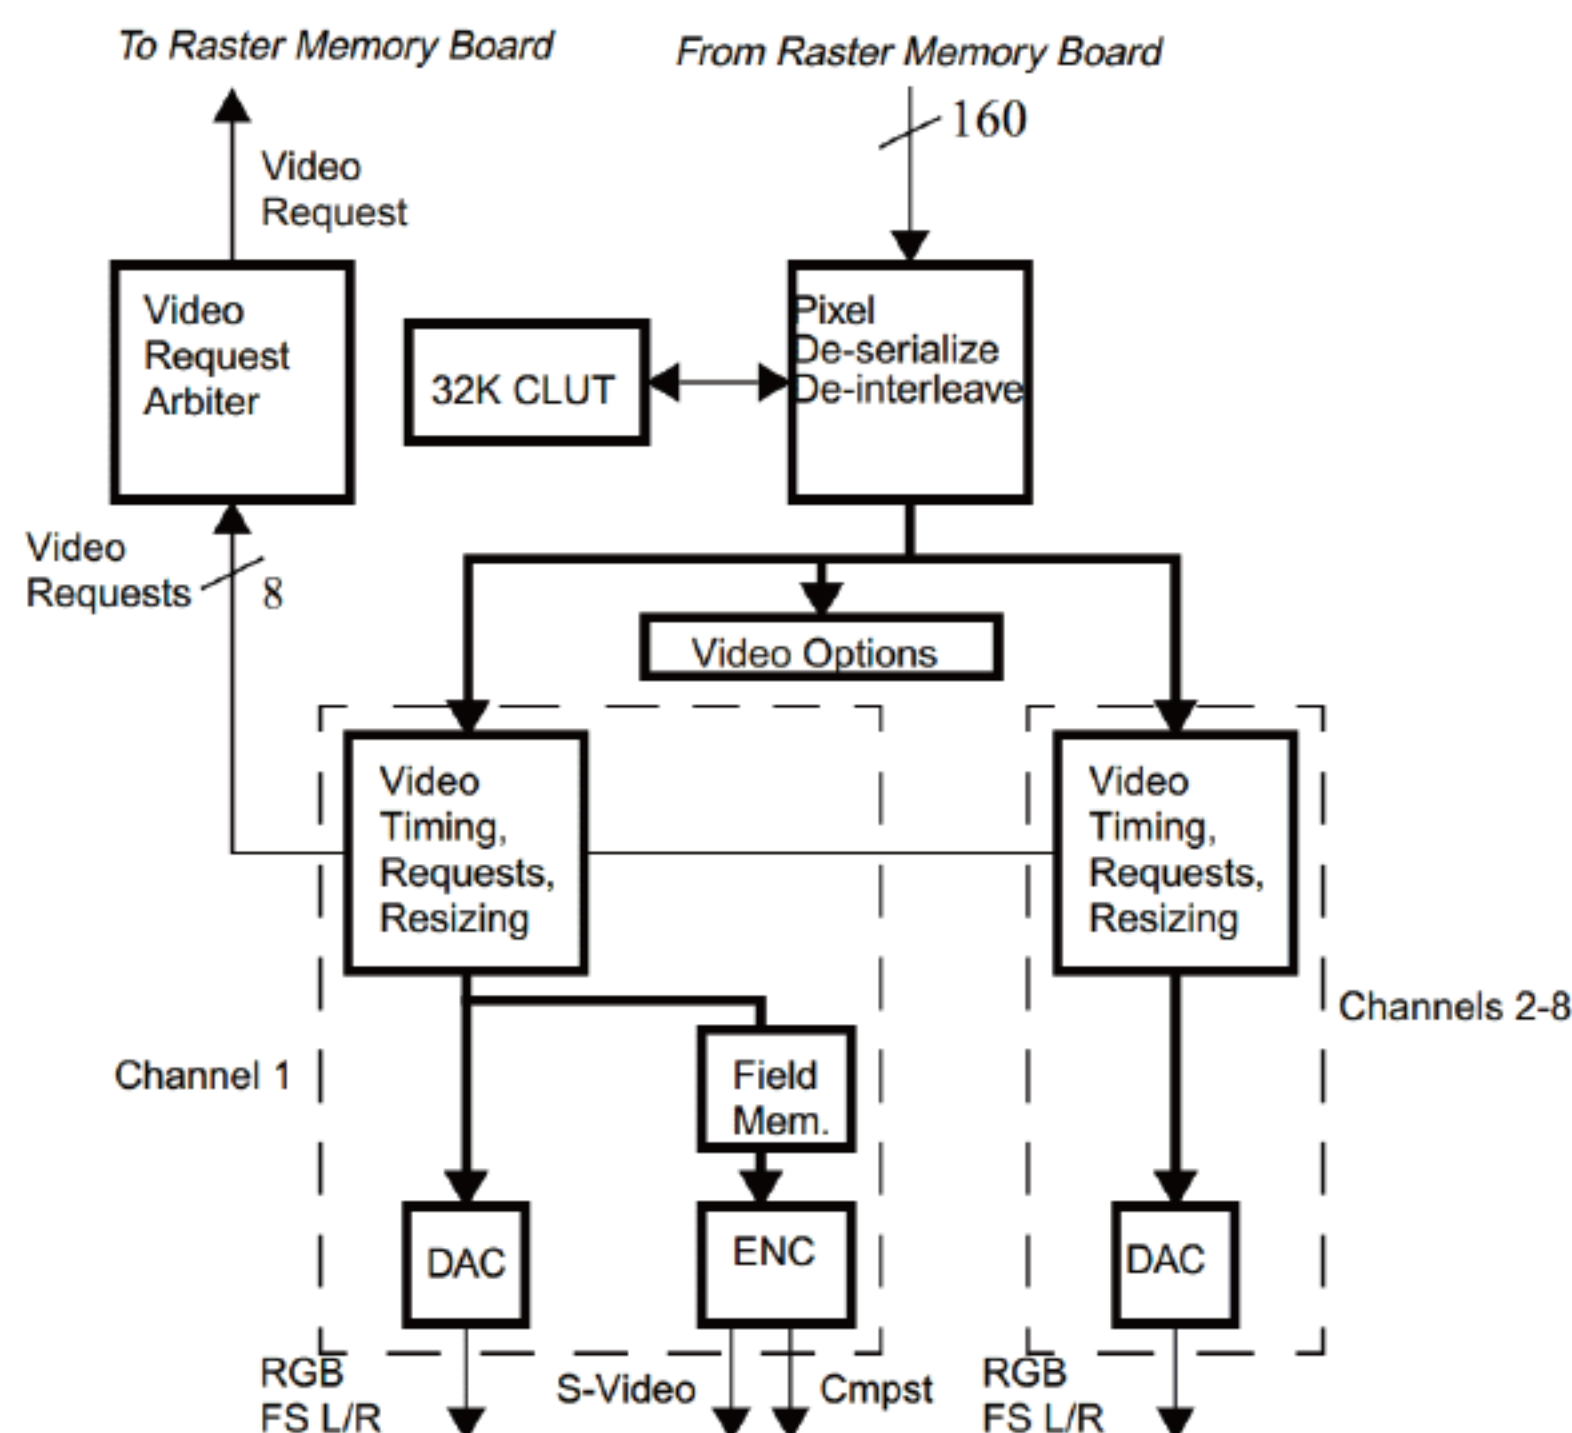 To Raster Memory Board
From Raster Memory Board
160
Video
Request
Video
Request
Arbiter
32K CLUT
Pixel
De-serialize
De-interleave
Video
Requests
8
Video Options
Video
Timing,
Requests,
Resizing
Video
Timing,
Requests,
Resizing
Channels 2-8
Channel 1
Field
Mem.
DAC
ENC
DAC
RGB
FS L/R
S-Video
Cmpst
RGB
FS L/R